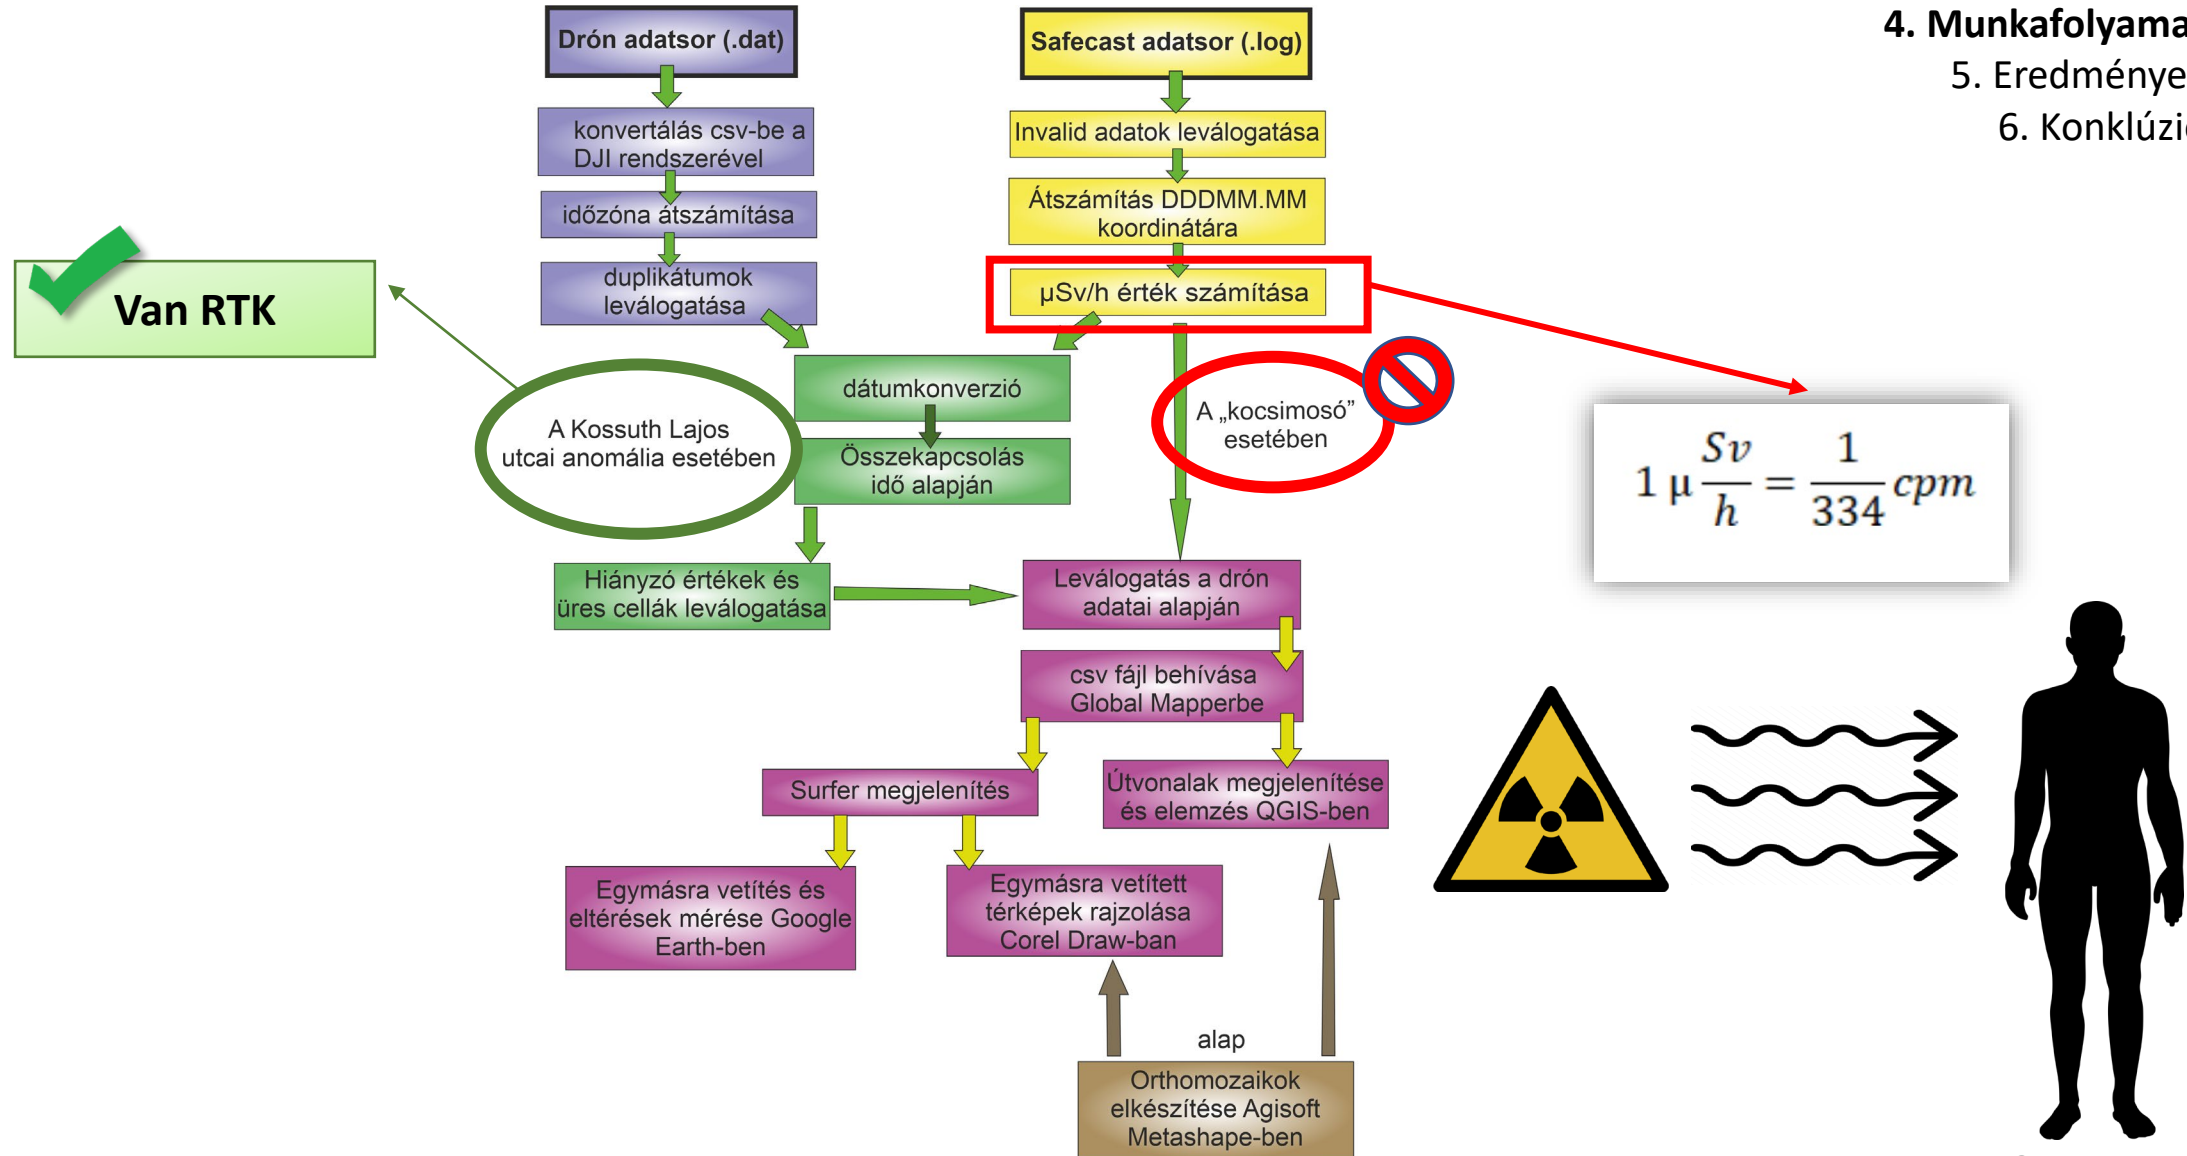 4. Munkafolyama
5. Eredménye
6. Konklúzi
Drón adatsor (.dat)
Safecast adatsor (.log)
konvertálás csv-be a
DJI rendszerével
Invalid adatok leválogatása
időzóna átszámítása
Átszámítás DDDMM.MM
koordinátára
duplikátumok
leválogatása
µSv/h érték számítása
Van RTK
dátumkonverzió
A Kossuth Lajos
utcai anomália esetében
A „kocsimosó”
esetében
Összekapcsolás
idő alapján
1 µ Sv/h = 1/334 cpm
Hiányzó értékek és
üres cellák leválogatása
Leválogatás a drón
adatai alapján
csv fájl behívása
Global Mapperbe
Surfer megjelenítés
Útvonalak megjelenítése
és elemzés QGIS-ben
Egymásra vetítés és
eltérések mérése Google
Earth-ben
Egymásra vetített
térképek rajzolása
Corel Draw-ban
alap
Orthomozaikok
elkészítése Agisoft
Metashape-ben